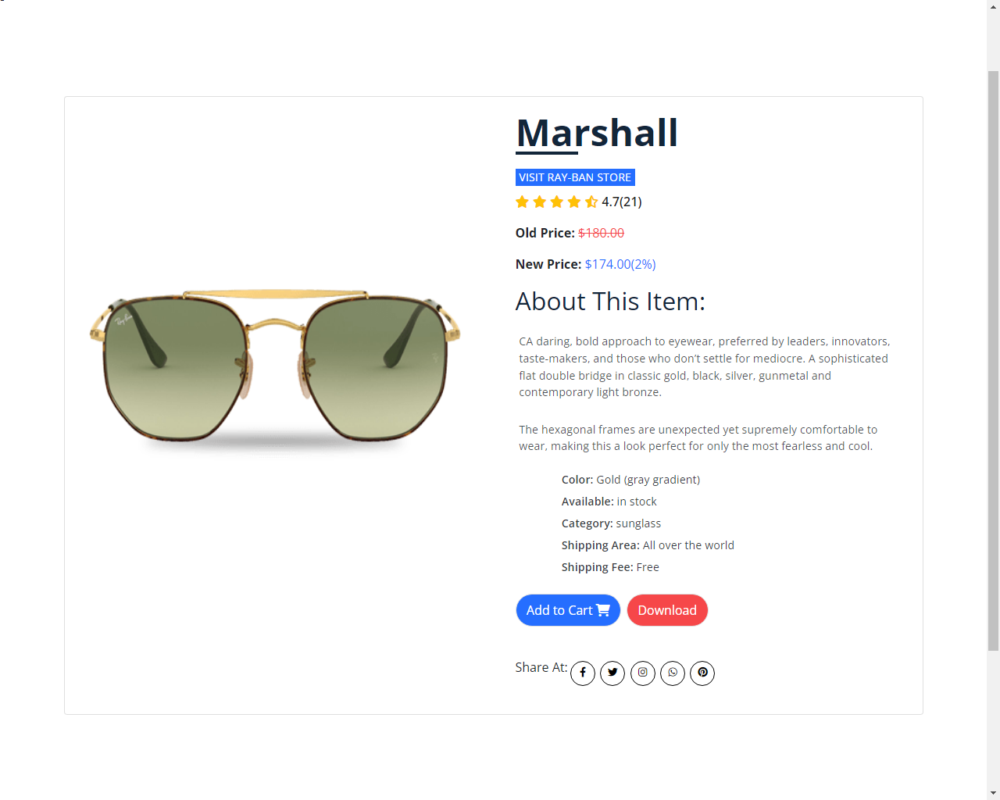 Marshall
VISIT RAY-BAN STORE
4.7(21)
Old Price: $180.00
New Price: $174.00(2%)
About This Item:
CA daring, bold approach to eyewear, preferred by leaders, innovators,
taste-makers, and those who don’t settle for mediocre. A sophisticated
flat double bridge in classic gold, black, silver, gunmetal and
contemporary light bronze.
The hexagonal frames are unexpected yet supremely comfortable to
wear, making this a look perfect for only the most fearless and cool.
Color: Gold (gray gradient)
Available: in stock
Category: sunglass
Shipping Area: All over the world
Shipping Fee: Free
Add to Cart
Download
Share At:
Ray-Ban